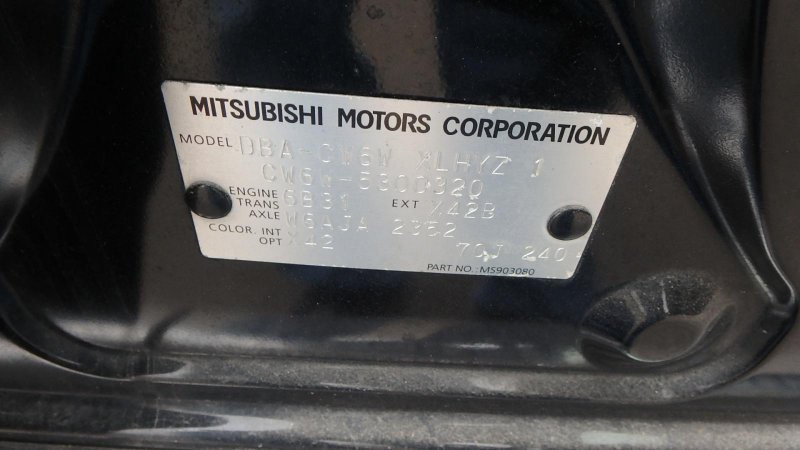 MITSUBISHI MOTORS CORPORATION
MODEL DBA-CW6W XLHYZ 1
CW6W-5300320
ENGINE 6B31 EXT X42B
TRANS AXLE W6AJA 2352
COLOR. INT OPT X42 70J 240
PART NO.: MS903080